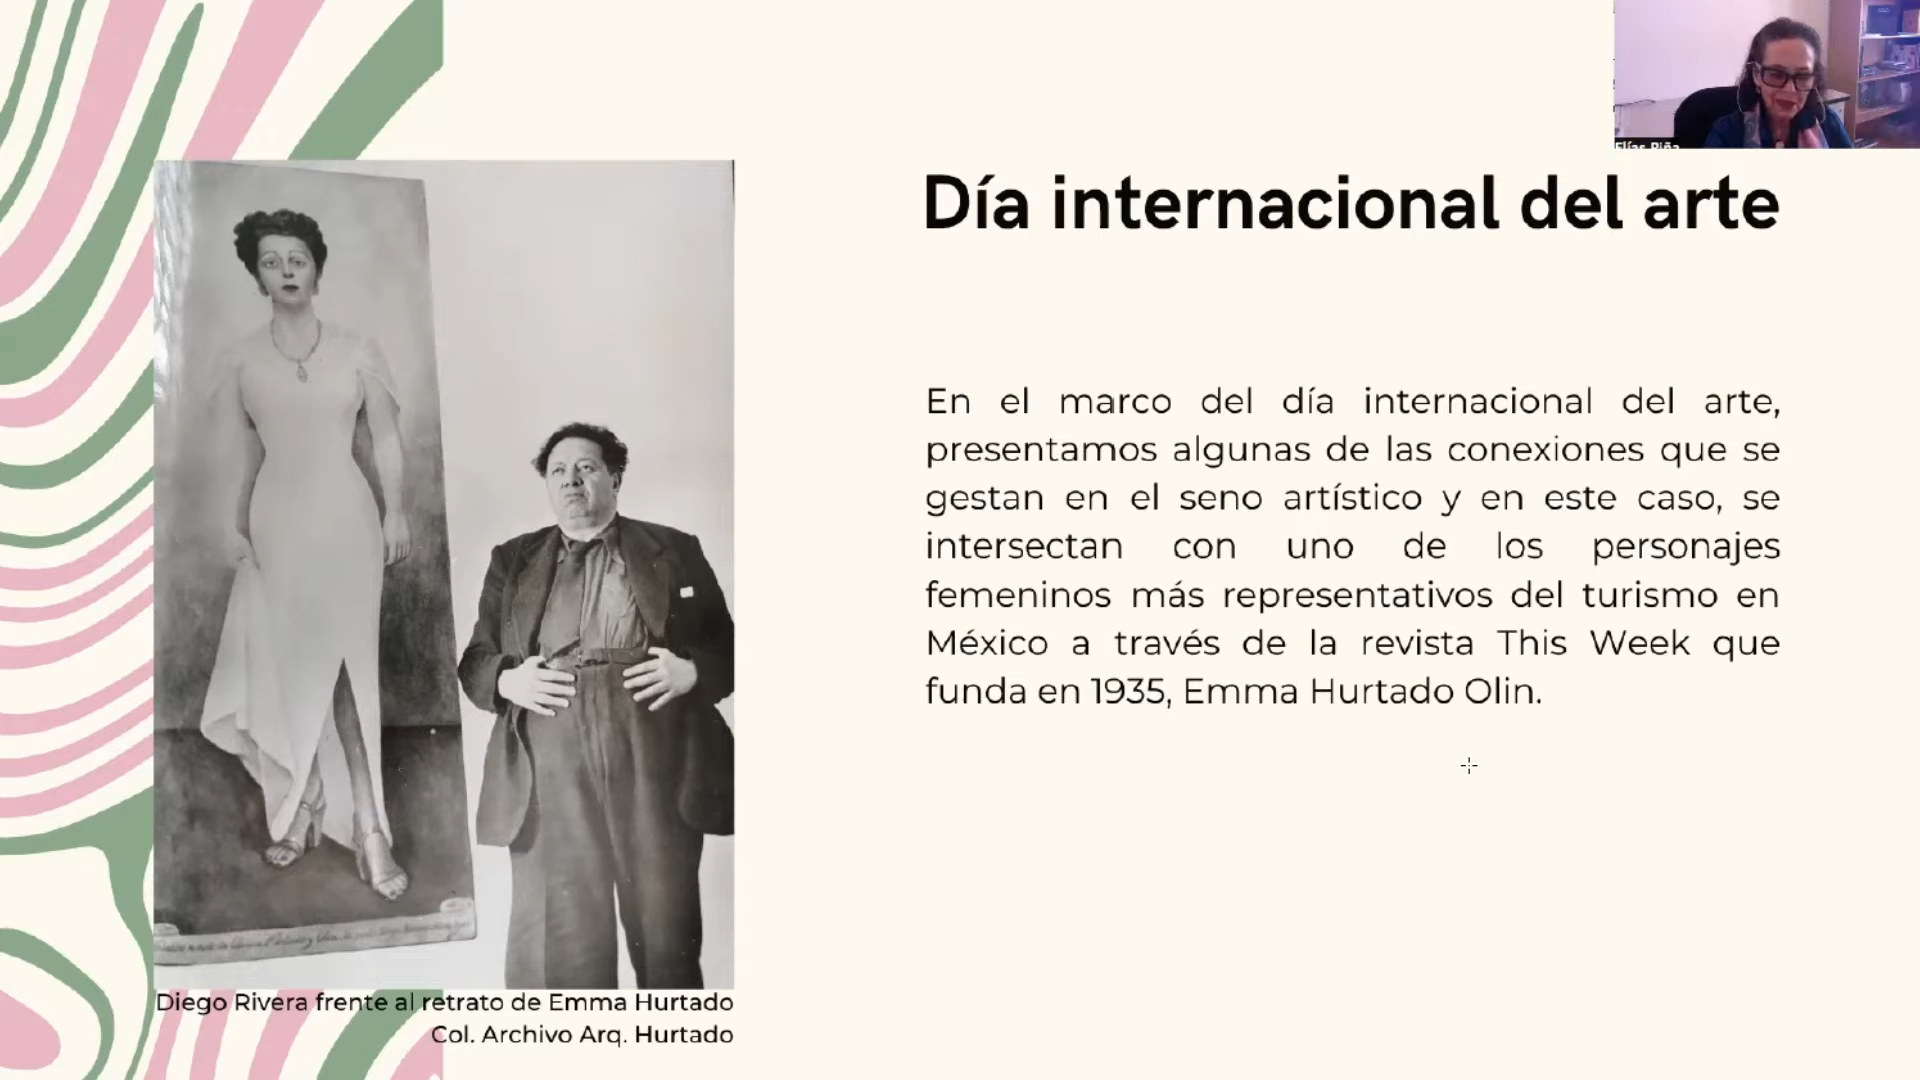 Elías Piña
Día internacional del arte
En el marco del día internacional del arte,
presentamos algunas de las conexiones que se
gestan en el seno artístico y en este caso, se
intersectan con uno de los personajes
femeninos más representativos del turismo en
México a través de la revista This Week que
funda en 1935, Emma Hurtado Olin.
Diego Rivera frente al retrato de Emma Hurtado
Col. Archivo Arq. Hurtado